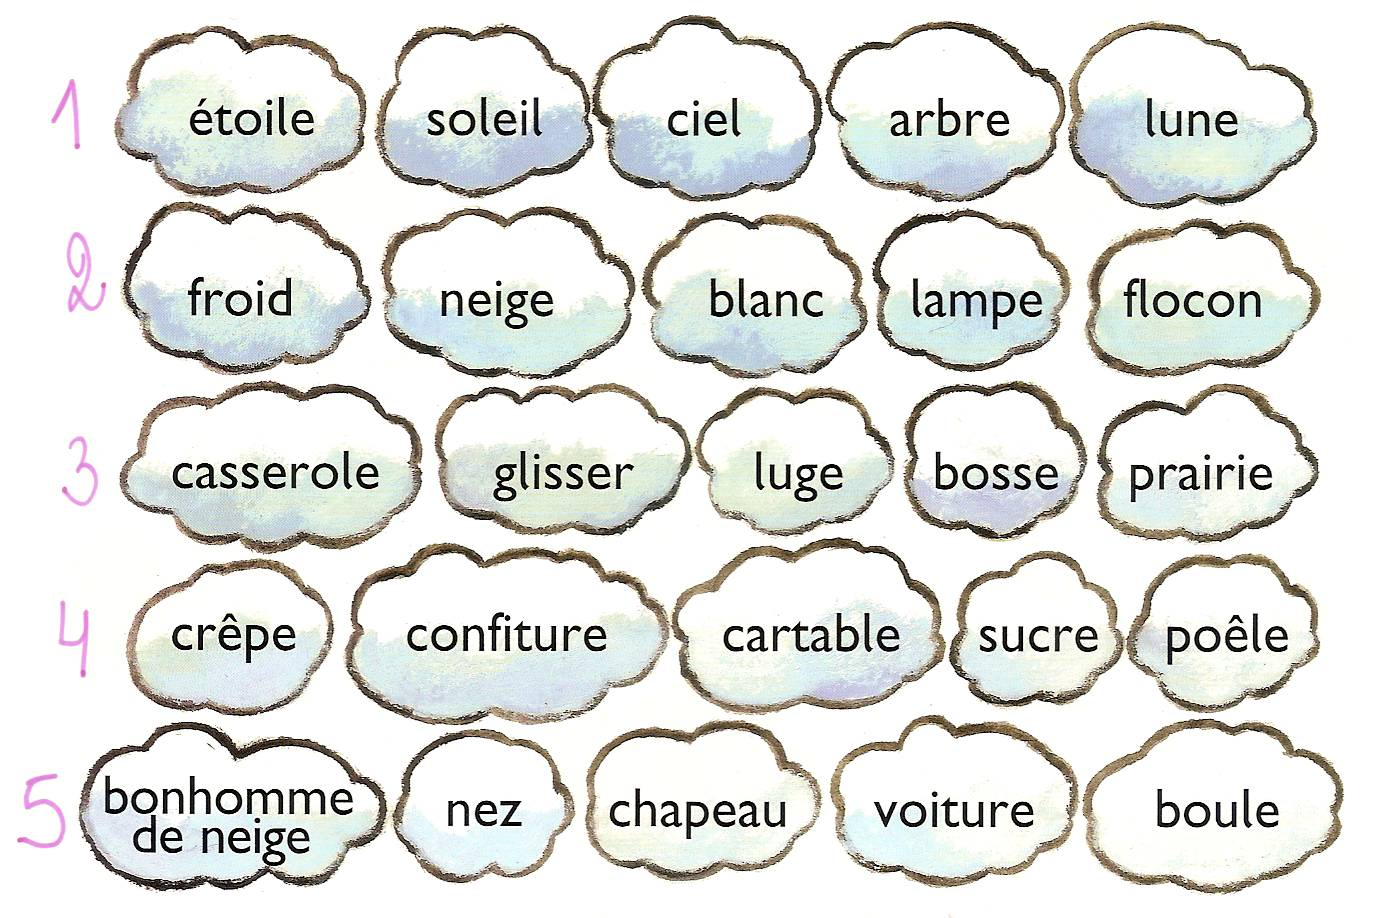 1 étoile soleil ciel arbre lune
2 froid neige blanc lampe flocon
3 casserole glisser luge bosse prairie
4 crêpe confiture cartable sucre poêle
5 bonhomme de neige nez chapeau voiture boule